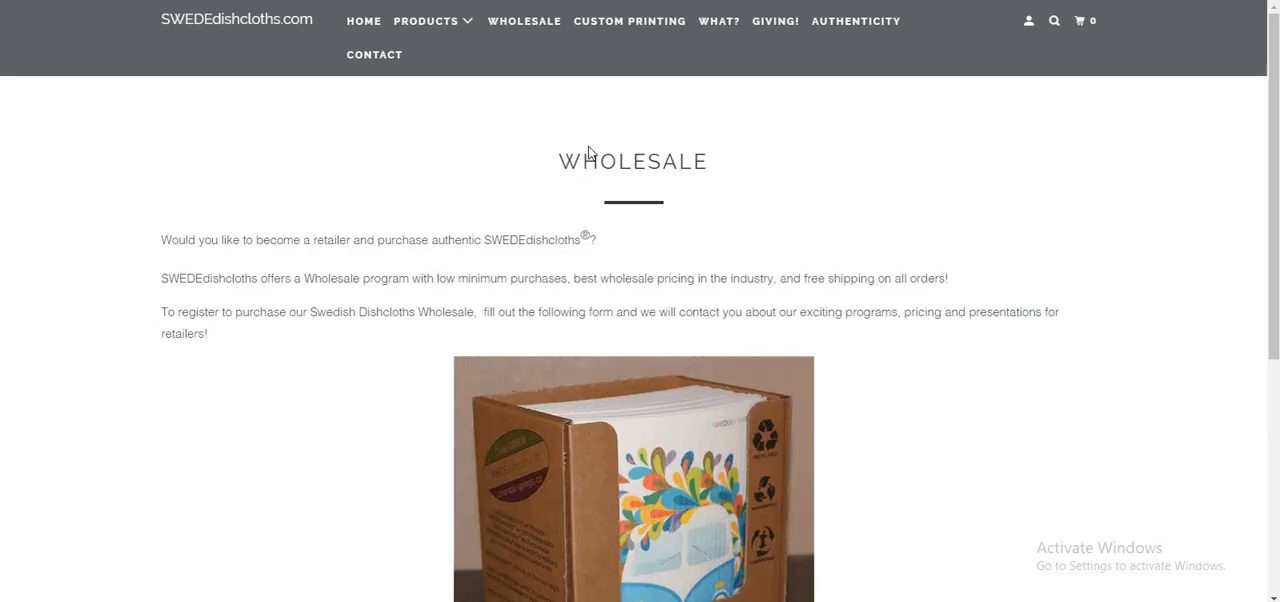 SWEDEdishcloths.com
HOME PRODUCTS WHOLESALE CUSTOM PRINTING WHAT? GIVING! AUTHENTICITY
0
CONTACT
WHOLESALE
Would you like to become a retailer and purchase authentic SWEDEdishcloths®?
SWEDEdishcloths offers a Wholesale program with low minimum purchases, best wholesale pricing in the industry, and free shipping on all orders!
To register to purchase our Swedish Dishcloths Wholesale, fill out the following form and we will contact you about our exciting programs, pricing and presentations for
retailers!
Activate Windows
Go to Settings to activate Windows.